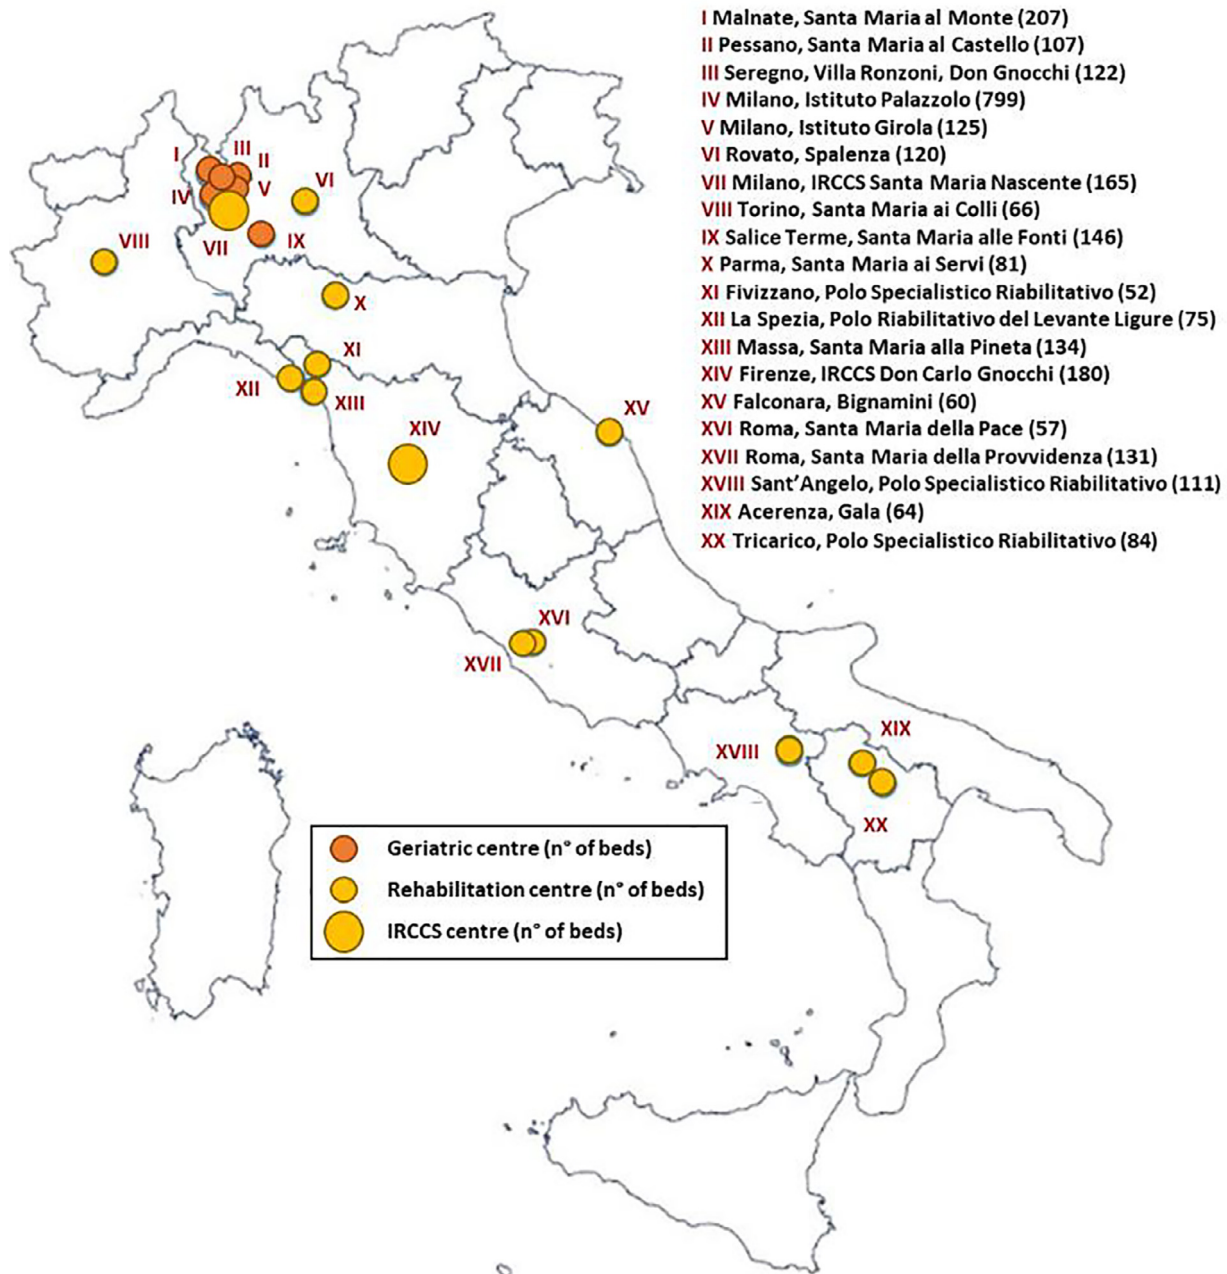 I Malnate, Santa Maria al Monte (207)
II Pessano, Santa Maria al Castello (107)
III Seregno, Villa Ronzoni, Don Gnocchi (122)
IV Milano, Istituto Palazzolo (799)
V Milano, Istituto Girola (125)
VI Rovato, Spalenza (120)
VII Milano, IRCCS Santa Maria Nascente (165)
VIII Torino, Santa Maria ai Colli (66)
IX Salice Terme, Santa Maria alle Fonti (146)
X Parma, Santa Maria ai Servi (81)
XI Fivizzano, Polo Specialistico Riabilitativo (52)
XII La Spezia, Polo Riabilitativo del Levante Ligure (75)
XIII Massa, Santa Maria alla Pineta (134)
XIV Firenze, IRCCS Don Carlo Gnocchi (180)
XV Falconara, Bignamini (60)
XVI Roma, Santa Maria della Pace (57)
XVII Roma, Santa Maria della Provvidenza (131)
XVIII Sant'Angelo, Polo Specialistico Riabilitativo (111)
XIX Acerenza, Gala (64)
XX Tricarico, Polo Specialistico Riabilitativo (84)
I
III
II
IV
V
VI
VII
IX
VIII
X
XI
XII
XIII
XIV
XV
XVI
XVII
XVIII
XIX
XX
Geriatric centre (n° of beds)
Rehabilitation centre (n° of beds)
IRCCS centre (n° of beds)